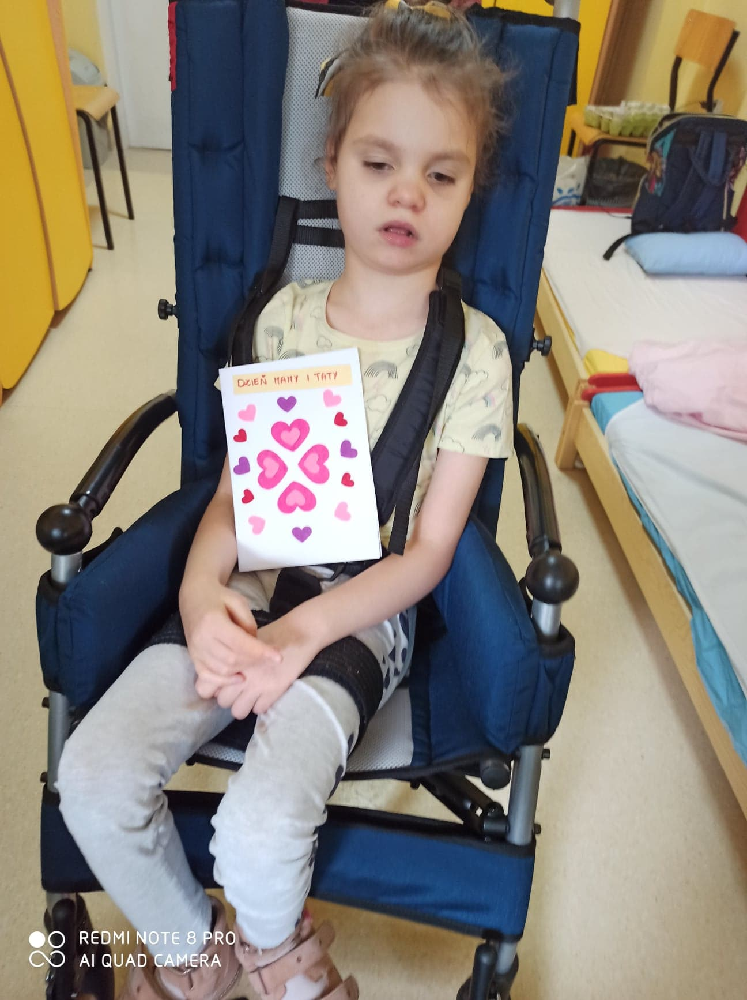 DZIEŃ MAMY I TATY
REDMI NOTE 8 PRO
AI QUAD CAMERA